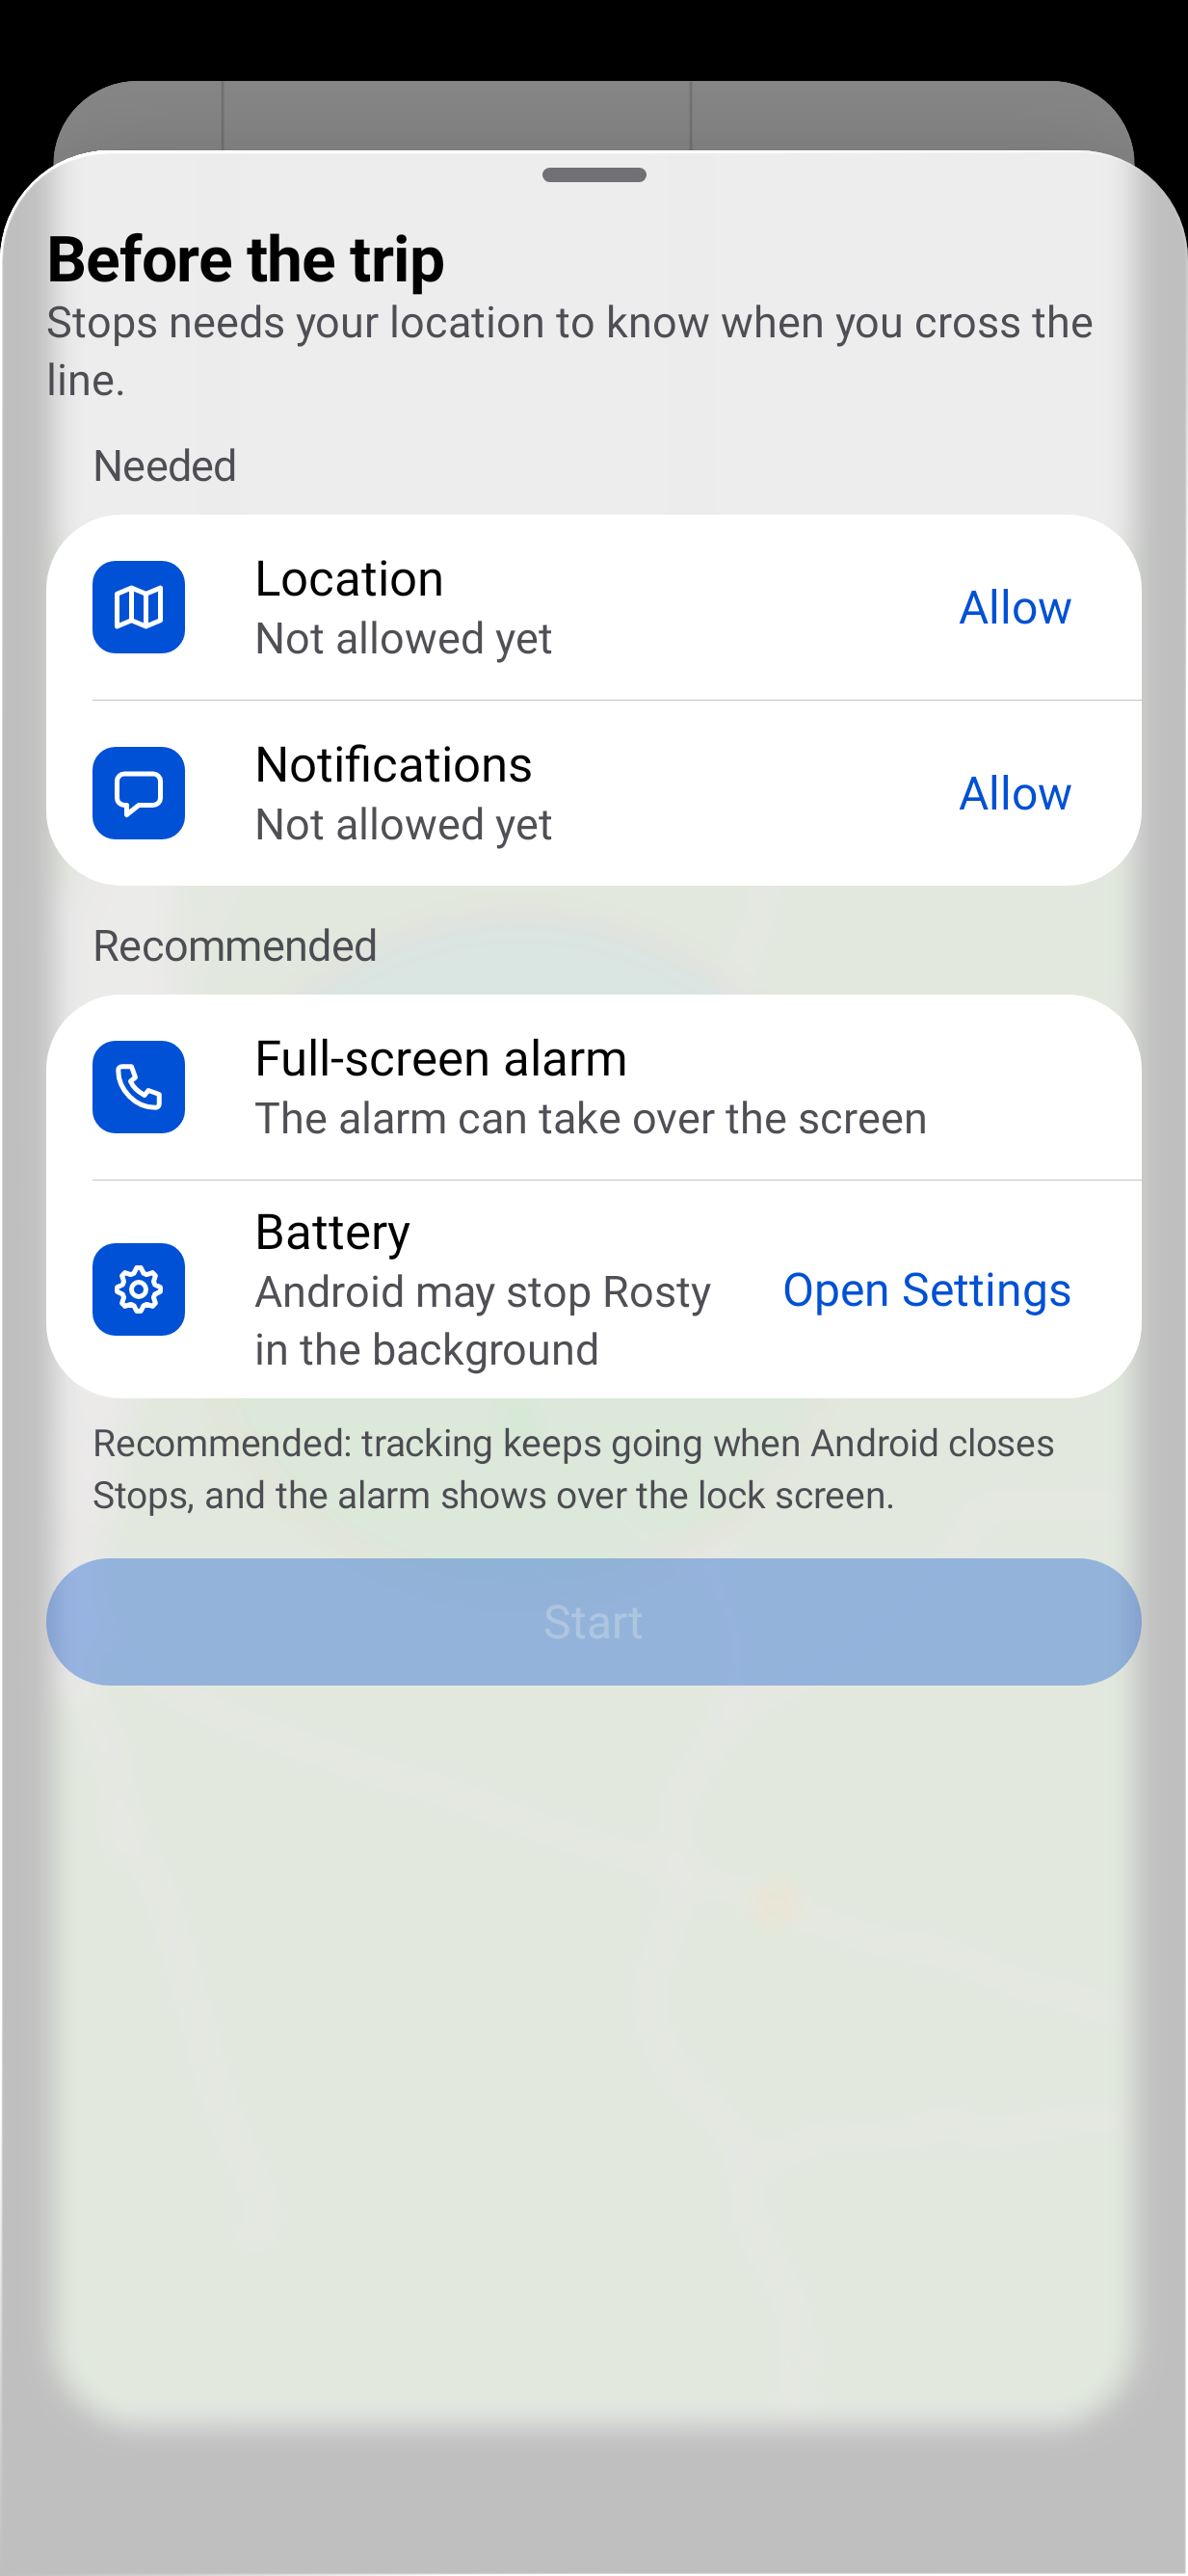 Before the trip
Stops needs your location to know when you cross the
line.
Needed
Location
Not allowed yet
Allow
Notifications
Not allowed yet
Allow
Recommended
Full-screen alarm
The alarm can take over the screen
Battery
Android may stop Rosty
in the background
Open Settings
Recommended: tracking keeps going when Android closes
Stops, and the alarm shows over the lock screen.
Start